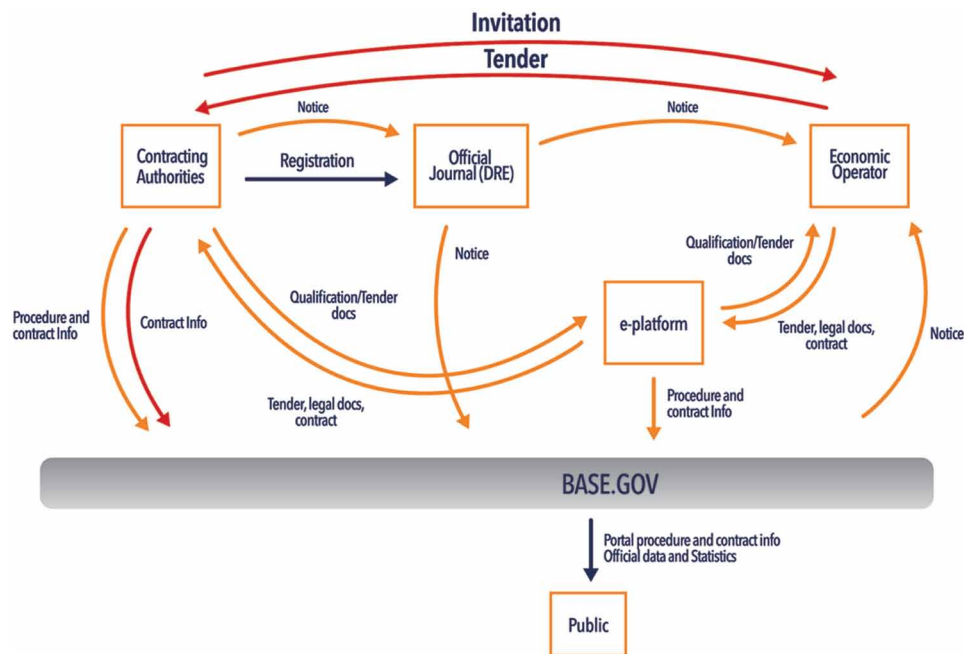 Invitation
Tender
Notice
Notice
Contracting
Authorities
Registration
Official
Journal (DRE)
Economic
Operator
Qualification/Tender
docs
Notice
Qualification/Tender
docs
Procedure and
contract Info
Contract Info
e-platform
Tender, legal docs,
contract
Notice
Tender, legal docs,
contract
Procedure and
contract Info
BASE.GOV
Portal procedure and contract info
Official data and Statistics
Public